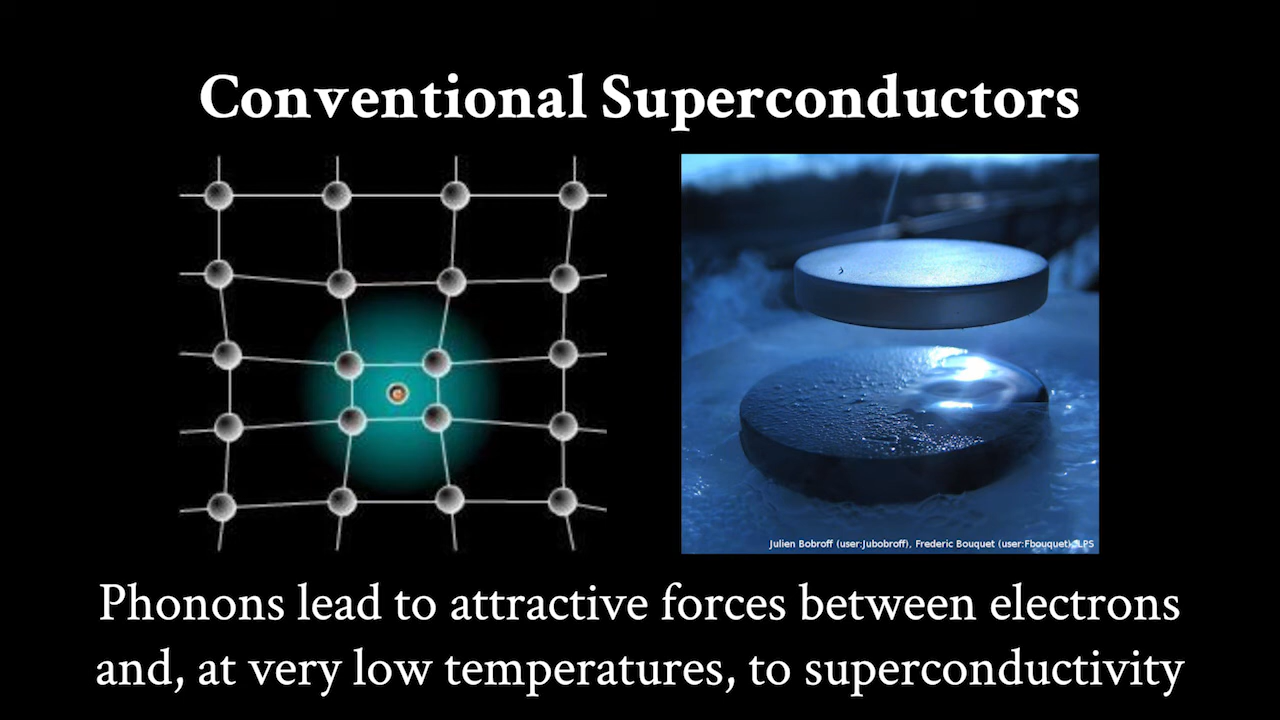 Conventional Superconductors
Julien Bobroff (user:Jubobroff), Frederic Bouquet (user:Fbouquet), LPS
Phonons lead to attractive forces between electrons
and, at very low temperatures, to superconductivity